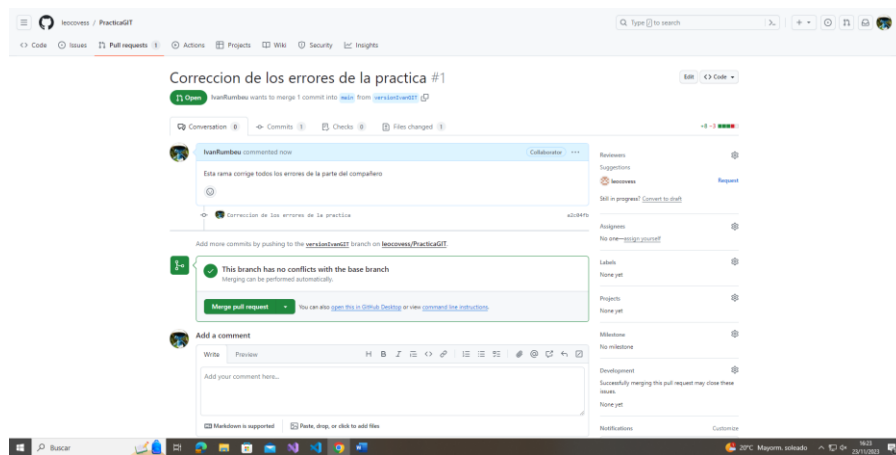 leocovess / PracticaGIT
Type / to search
Code Issues Pull requests 1 Actions Projects Wiki Security Insights
Correccion de los errores de la practica #1
Edit Code
Open IvanRumbeu wants to merge 1 commit into main from versionIvanGIT
Conversation 0 Commits 1 Checks 0 Files changed 1
+8 -3
IvanRumbeu commented now
Collaborator
Esta rama corrige todos los errores de la parte del compañero
Correccion de los errores de la practica
a2c84fb
Add more commits by pushing to the versionIvanGIT branch on leocovess/PracticaGIT.
This branch has no conflicts with the base branch
Merging can be performed automatically.
Merge pull request You can also open this in GitHub Desktop or view command line instructions.
Add a comment
Write Preview
H B I
Add your comment here...
Markdown is supported Paste, drop, or click to add files
Reviewers
Suggestions
leocovess Request
Still in progress? Convert to draft
Assignees
No one—assign yourself
Labels
None yet
Projects
None yet
Milestone
No milestone
Development
Successfully merging this pull request may close these
issues.
None yet
Notifications Customize
Buscar
20°C Mayorm. soleado
16:23
23/11/2023